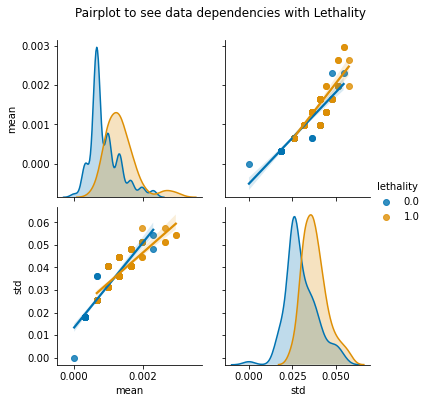 Pairplot to see data dependencies with Lethality
0.003
0.002
0.001
0.000
mean
lethality
0.0
1.0
0.06
0.05
0.04
0.03
0.02
0.01
0.00
std
0.000 0.002
mean
0.000 0.025 0.050
std